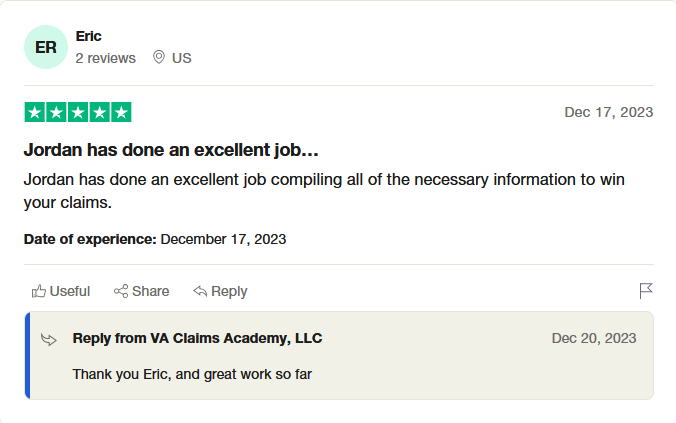 ER
Eric
2 reviews US
Dec 17, 2023
Jordan has done an excellent job…
Jordan has done an excellent job compiling all of the necessary information to win
your claims.
Date of experience: December 17, 2023
Useful Share Reply
Reply from VA Claims Academy, LLC Dec 20, 2023
Thank you Eric, and great work so far